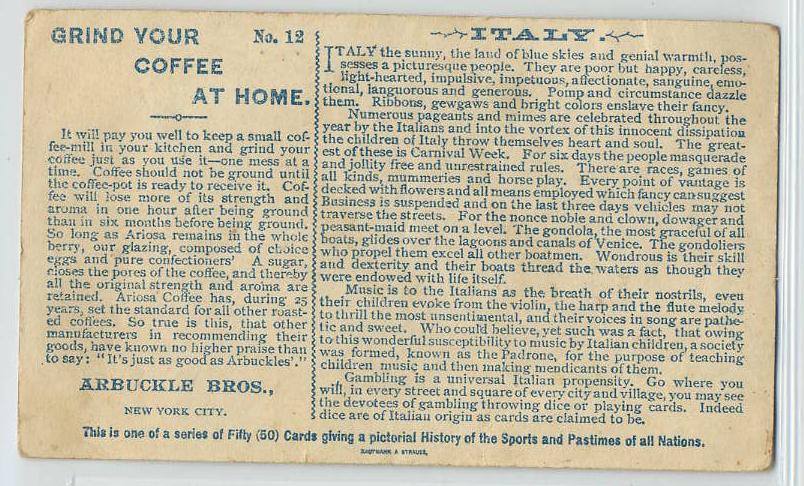 GRIND YOUR No. 12
COFFEE
AT HOME.
It will pay you well to keep a small cof-
fee-mill in your kitchen and grind your
coffee just as you use it—one mess at a
time. Coffee should not be ground until
the coffee-pot is ready to receive it. Cof-
fee will lose more of its strength and
aroma in one hour after being ground
than in six months before being ground.
So long as Ariosa remains in the whole
berry, our glazing, composed of choice
eggs and pure confectioners' A sugar,
closes the pores of the coffee, and thereby
all the original strength and aroma are
retained. Ariosa Coffee has, during 25
years, set the standard for all other roast-
ed coffees. So true is this, that other
manufacturers in recommending their
goods, have known no higher praise than
to say: "It's just as good as Arbuckles'."
ARBUCKLE BROS.,
NEW YORK CITY.
ITALY.
ITALY the sunny, the land of blue skies and genial warmth, pos-
sesses a picturesque people. They are poor but happy, careless,
light-hearted, impulsive, impetuous, affectionate, sanguine, emo-
tional, languorous and generous. Pomp and circumstance dazzle
them. Ribbons, gewgaws and bright colors enslave their fancy.
Numerous pageants and mimes are celebrated throughout the
year by the Italians and into the vortex of this innocent dissipation
the children of Italy throw themselves heart and soul. The great-
est of these is Carnival Week. For six days the people masquerade
and jollity free and unrestrained rules. There are races, games of
all kinds, mummeries and horse play. Every point of vantage is
decked with flowers and all means employed which fancy can suggest
Business is suspended and on the last three days vehicles may not
traverse the streets. For the nonce noble and clown, dowager and
peasant-maid meet on a level. The gondola, the most graceful of all
boats, glides over the lagoons and canals of Venice. The gondoliers
who propel them excel all other boatmen. Wondrous is their skill
and dexterity and their boats thread the waters as though they
were endowed with life itself.
Music is to the Italians as the breath of their nostrils, even
their children evoke from the violin, the harp and the flute melody
to thrill the most unsentimental, and their voices in song are pathe-
tic and sweet. Who could believe, yet such was a fact, that owing
to this wonderful susceptibility to music by Italian children, a society
was formed, known as the Padrone, for the purpose of teaching
children music and then making mendicants of them.
Gambling is a universal Italian propensity. Go where you
will, in every street and square of every city and village, you may see
the devotees of gambling throwing dice or playing cards. Indeed
dice are of Italian origin as cards are claimed to be.
This is one of a series of Fifty (50) Cards giving a pictorial History of the Sports and Pastimes of all Nations.
KAUFMANN & STRAUSS,